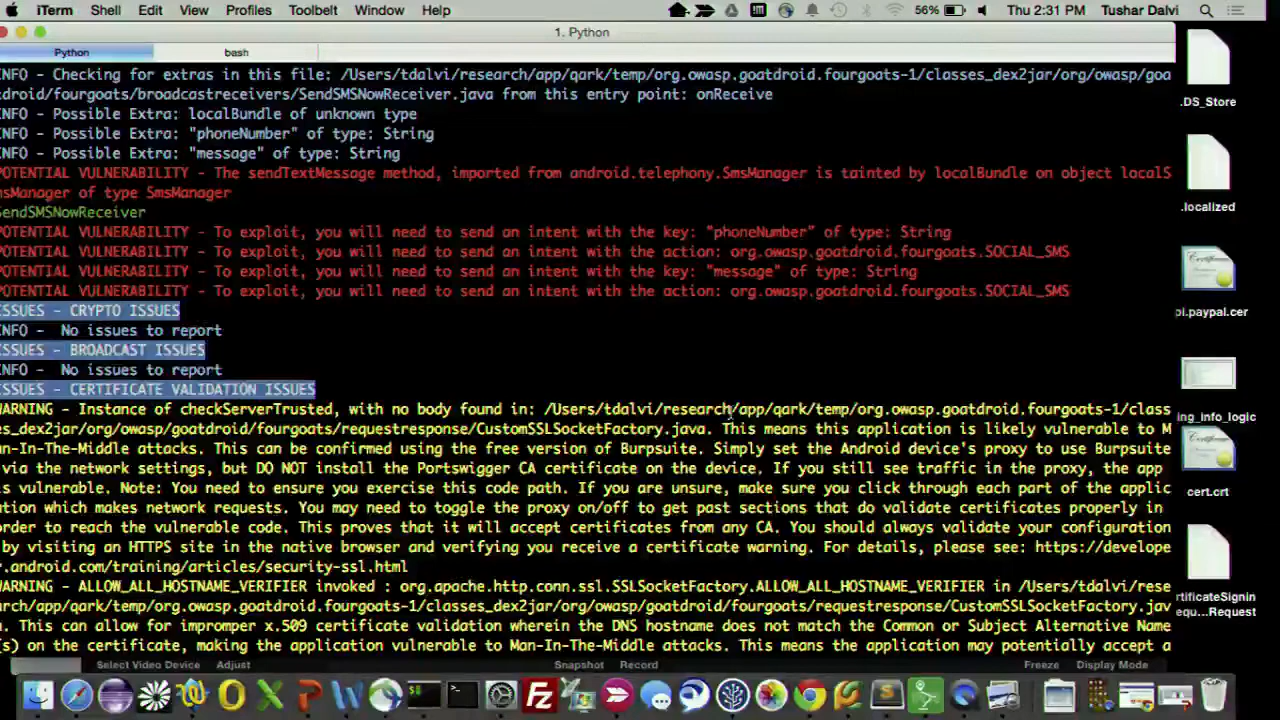 iTerm Shell Edit View Profiles Toolbelt Window Help 56% Thu 2:31 PM Tushar Dalvi
1. Python
Python bash
NFO - Checking for extras in this file: /Users/tdalvi/research/app/qark/temp/org.owasp.goatdroid.fourgoats-1/classes_dex2jar/org/owasp/goa
droid/fourgoats/broadcastreceivers/SendSMSNowReceiver.java from this entry point: onReceive
NFO - Possible Extra: localBundle of unknown type
NFO - Possible Extra: "phoneNumber" of type: String
NFO - Possible Extra: "message" of type: String
POTENTIAL VULNERABILITY - The sendTextMessage method, imported from android.telephony.SmsManager is tainted by localBundle on object localS
msManager of type SmsManager
SendSMSNowReceiver
POTENTIAL VULNERABILITY - To exploit, you will need to send an intent with the key: "phoneNumber" of type: String
POTENTIAL VULNERABILITY - To exploit, you will need to send an intent with the action: org.owasp.goatdroid.fourgoats.SOCIAL_SMS
POTENTIAL VULNERABILITY - To exploit, you will need to send an intent with the key: "message" of type: String
POTENTIAL VULNERABILITY - To exploit, you will need to send an intent with the action: org.owasp.goatdroid.fourgoats.SOCIAL_SMS
ISSUES - CRYPTO ISSUES
INFO - No issues to report
ISSUES - BROADCAST ISSUES
INFO - No issues to report
ISSUES - CERTIFICATE VALIDATION ISSUES
WARNING - Instance of checkServerTrusted, with no body found in: /Users/tdalvi/research/app/qark/temp/org.owasp.goatdroid.fourgoats-1/class
es_dex2jar/org/owasp/goatdroid/fourgoats/requestresponse/CustomSSLSocketFactory.java. This means this application is likely vulnerable to M
an-In-The-Middle attacks. This can be confirmed using the free version of Burpsuite. Simply set the Android device's proxy to use Burpsuite
via the network settings, but DO NOT install the Portswigger CA certificate on the device. If you still see traffic in the proxy, the app
is vulnerable. Note: You need to ensure you exercise this code path. If you are unsure, make sure you click through each part of the applic
ation which makes network requests. You may need to toggle the proxy on/off to get past sections that do validate certificates properly in
order to reach the vulnerable code. This proves that it will accept certificates from any CA. You should always validate your configuration
by visiting an HTTPS site in the native browser and verifying you receive a certificate warning. For details, please see: https://develope
r.android.com/training/articles/security-ssl.html
WARNING - ALLOW_ALL_HOSTNAME_VERIFIER invoked : org.apache.http.conn.ssl.SSLSocketFactory.ALLOW_ALL_HOSTNAME_VERIFIER in /Users/tdalvi/rese
arch/app/qark/temp/org.owasp.goatdroid.fourgoats-1/classes_dex2jar/org/owasp/goatdroid/fourgoats/requestresponse/CustomSSLSocketFactory.jav
a. This can allow for impromper x.509 certificate validation wherein the DNS hostname does not match the Common or Subject Alternative Name
(s) on the certificate, making the application vulnerable to Man-In-The-Middle attacks. This means the application may potentially accept a
.DS_Store
.localized
pi.paypal.cer
ing_info_logic
cert.crt
rtificateSignin
equ...Request
Select Video Device Adjust Snapshot Record Freeze Display Mode